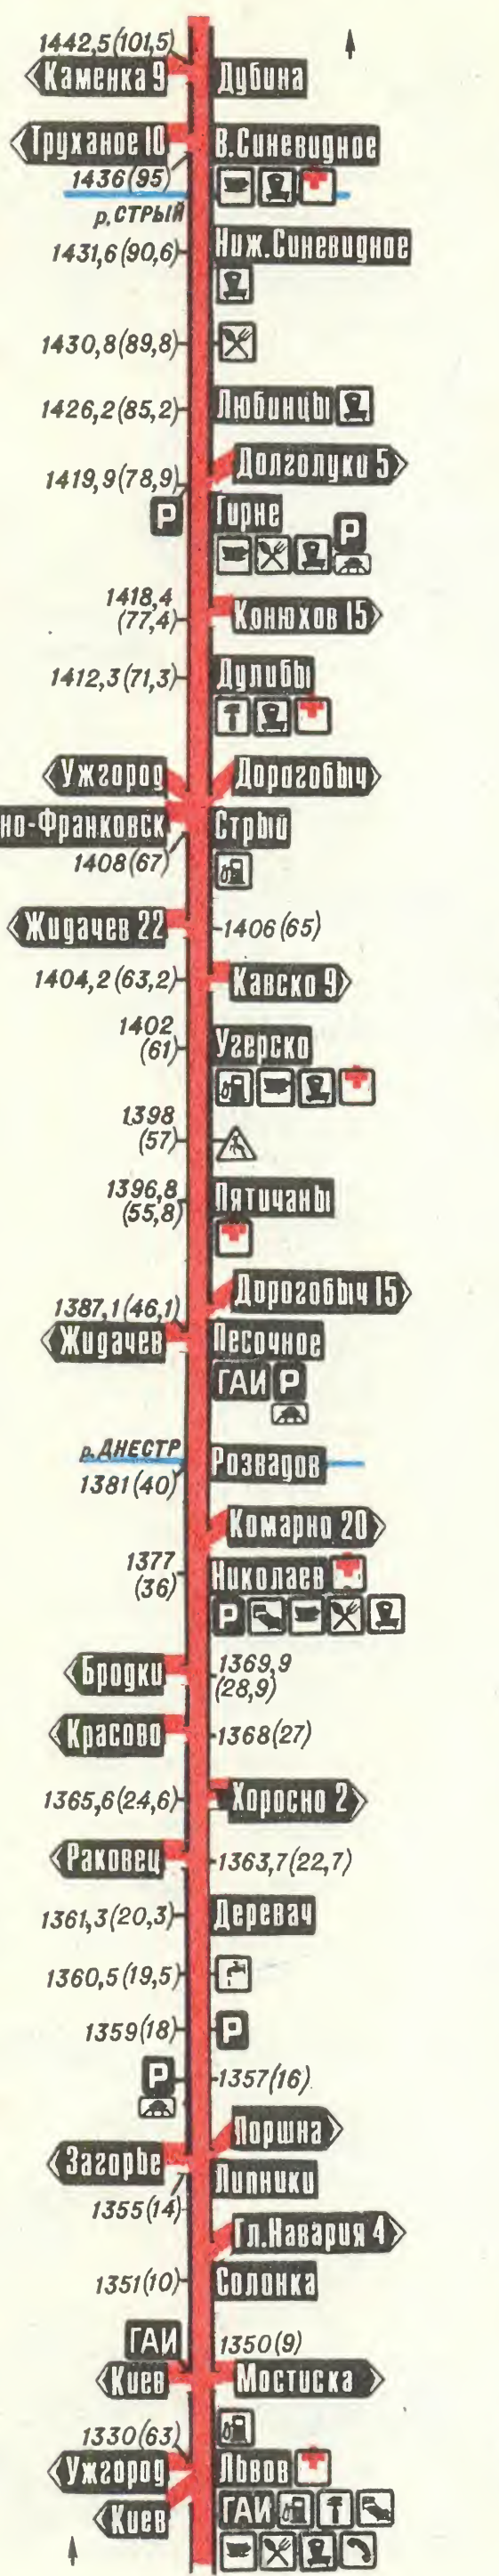 1442,5(101,5)
Каменка 9
Дубина
Труханое 10
В.Синевидное
1436(95)
р.СТРЫЙ
Ниж.Синевидное
1431,6(90,6)
1430,8(89,8)
1426,2(85,2)
Любинцы
Долголуки 5
1419,9(78,9)
Р
Гирне
Р
1418,4
(77,4)
Конюхов 15
1412,3(71,3)
Дулибы
Ужгород
Дорогобыч
но-Франковск
Стрый
1408(67)
Жидачев 22
1406(65)
1404,2(63,2)
Кавско 9
1402
(61)
Угерско
1398
(57)
1396,8
(55,8)
Пятичаны
Дорогобыч 15
1387,1(46,1)
Жидачев
Песочное
ГАИ Р
р.ДНЕСТР
Розвадов
1381(40)
Комарно 20
1377
(36)
Николаев
Р
Бродки
1369,9
(28,9)
Красово
1368(27)
1365,6(24,6)
Хоросно 2
Раковец
1363,7(22,7)
1361,3(20,3)
Деревач
1360,5(19,5)
1359(18)
Р
Р
1357(16)
Поршна
Загорье
Липники
1355(14)
Гл.Навария 4
1351(10)
Солонка
ГАИ
1350(9)
Киев
Мостиска
1330(63)
Ужгород
Львов
Киев
ГАИ